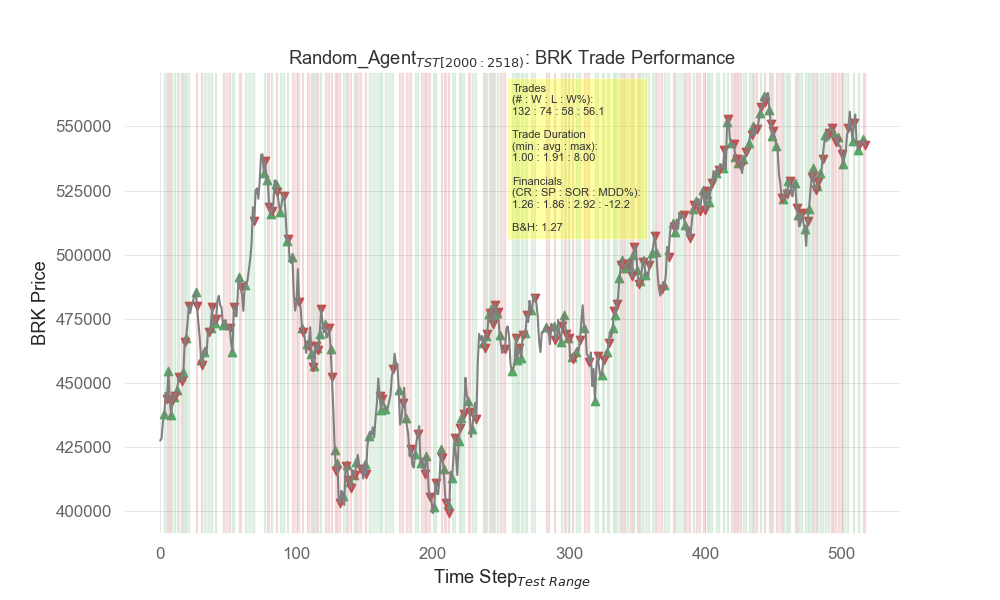 Random_Agent_TST[2000:2518): BRK Trade Performance
Trades
(# : W : L : W%):
132 : 74 : 58 : 56.1
Trade Duration
(min : avg : max):
1.00 : 1.91 : 8.00
Financials
(CR : SP : SOR : MDD%):
1.26 : 1.86 : 2.92 : -12.2
B&H: 1.27
BRK Price
550000
525000
500000
475000
450000
425000
400000
0 100 200 300 400 500
Time Step_Test Range